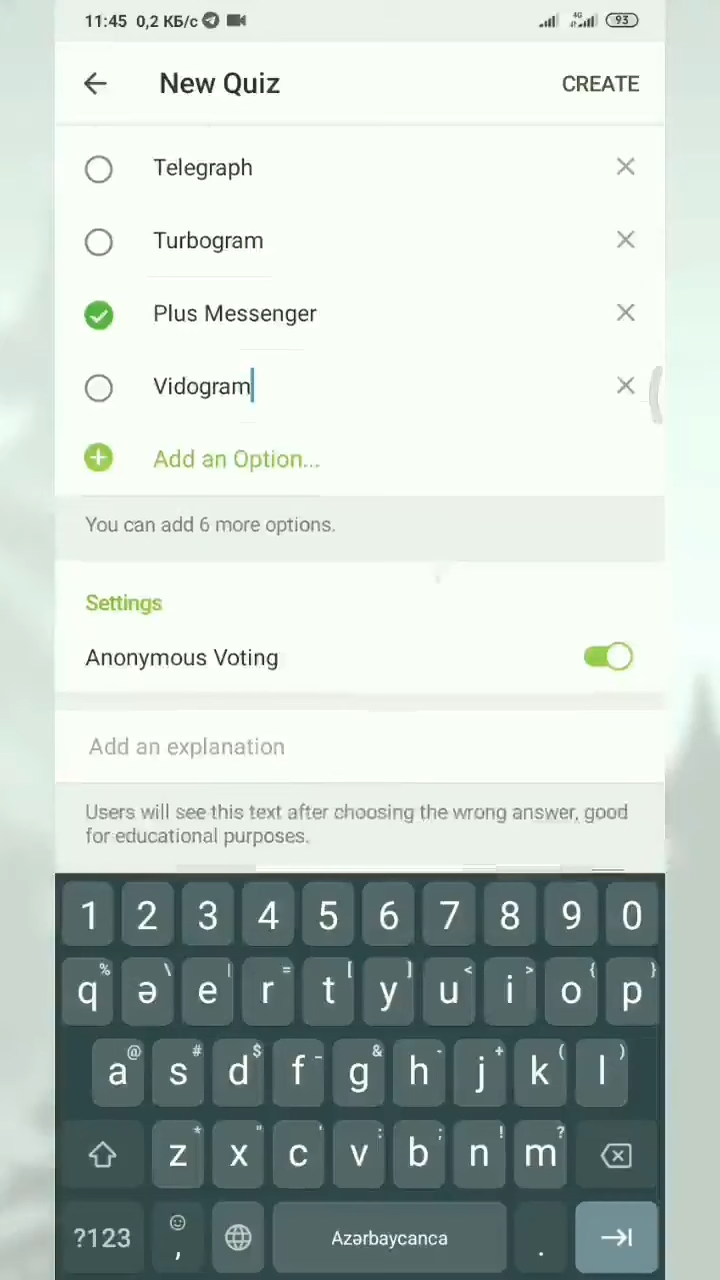 11:45 0,2 КБ/с 4G 93
New Quiz CREATE
Telegraph
Turbogram
Plus Messenger
Vidogram
Add an Option...
You can add 6 more options.
Settings
Anonymous Voting
Add an explanation
Users will see this text after choosing the wrong answer, good
for educational purposes.
1 2 3 4 5 6 7 8 9 0
% \ | = [ ] < > { }
q ə e r t y u i o p
@ # $ _ & - + ( )
a s d f g h j k l
* " ' : ; ! ?
z x c v b n m
?123 , Azərbaycanca .